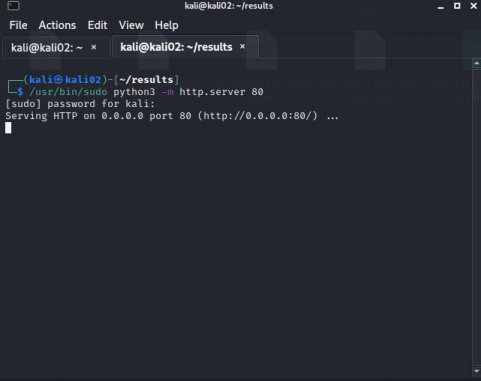 kali@kali02: ~/results
File Actions Edit View Help
kali@kali02: ~ × kali@kali02: ~/results ×
┌──(kali㉿kali02)-[~/results]
└─$ /usr/bin/sudo python3 -m http.server 80
[sudo] password for kali:
Serving HTTP on 0.0.0.0 port 80 (http://0.0.0.0:80/) ...